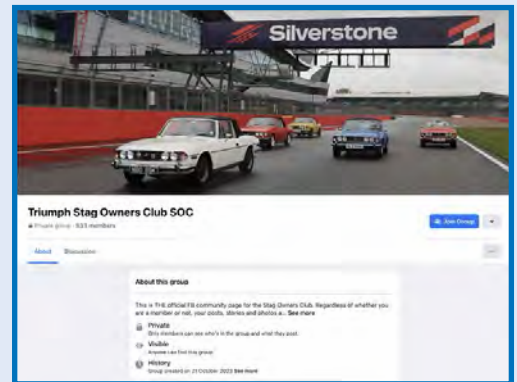 SILVERS
Silverstone
Triumph Stag Owners Club SOC
Private group · 533 members
Join Group
About Discussion
About this group
This is THE official FB community page for the Stag Owners Club. Regardless of whether you
are a member or not, your posts, stories and photos a... See more
Private
Only members can see who's in the group and what they post.
Visible
Anyone can find this group.
History
Group created on 21 October 2023 See more